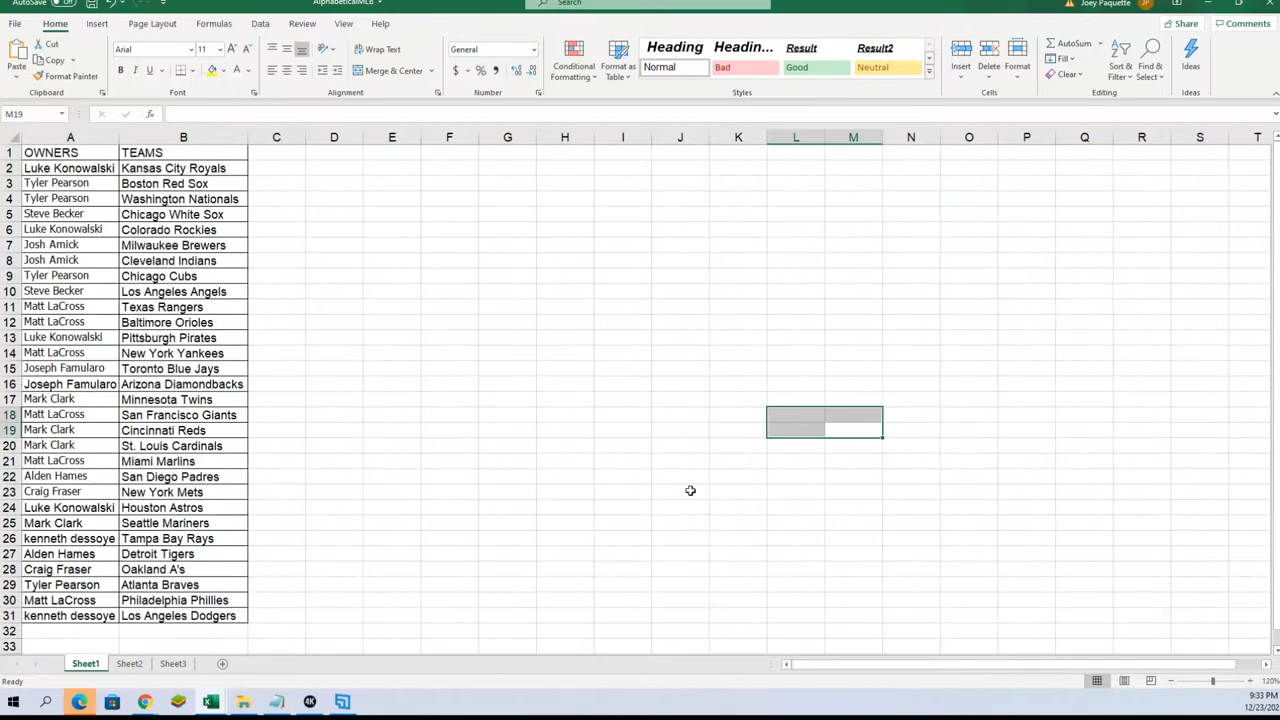 AutoSave Off AlphabeticalMLB Search Joey Paquette JP
File Home Insert Page Layout Formulas Data Review View Help Share Comments
Paste Cut Copy Format Painter Clipboard
Arial 11 A A B I U A Font
Wrap Text Merge & Center Alignment
General $ % 9 Number
Conditional Formatting Format as Table
Heading Headin... Result Result2
Normal Bad Good Neutral Styles
Insert Delete Format Cells
AutoSum Fill Clear Sort & Filter Find & Select Editing
Ideas Ideas
M19 fx
A B C D E F G H I J K L M N O P Q R S T
1 OWNERS TEAMS
2 Luke Konowalski Kansas City Royals
3 Tyler Pearson Boston Red Sox
4 Tyler Pearson Washington Nationals
5 Steve Becker Chicago White Sox
6 Luke Konowalski Colorado Rockies
7 Josh Amick Milwaukee Brewers
8 Josh Amick Cleveland Indians
9 Tyler Pearson Chicago Cubs
10 Steve Becker Los Angeles Angels
11 Matt LaCross Texas Rangers
12 Matt LaCross Baltimore Orioles
13 Luke Konowalski Pittsburgh Pirates
14 Matt LaCross New York Yankees
15 Joseph Famularo Toronto Blue Jays
16 Joseph Famularo Arizona Diamondbacks
17 Mark Clark Minnesota Twins
18 Matt LaCross San Francisco Giants
19 Mark Clark Cincinnati Reds
20 Mark Clark St. Louis Cardinals
21 Matt LaCross Miami Marlins
22 Alden Hames San Diego Padres
23 Craig Fraser New York Mets
24 Luke Konowalski Houston Astros
25 Mark Clark Seattle Mariners
26 kenneth dessoye Tampa Bay Rays
27 Alden Hames Detroit Tigers
28 Craig Fraser Oakland A's
29 Tyler Pearson Atlanta Braves
30 Matt LaCross Philadelphia Phillies
31 kenneth dessoye Los Angeles Dodgers
32
33
Sheet1 Sheet2 Sheet3
Ready 120%
9:33 PM
12/23/202